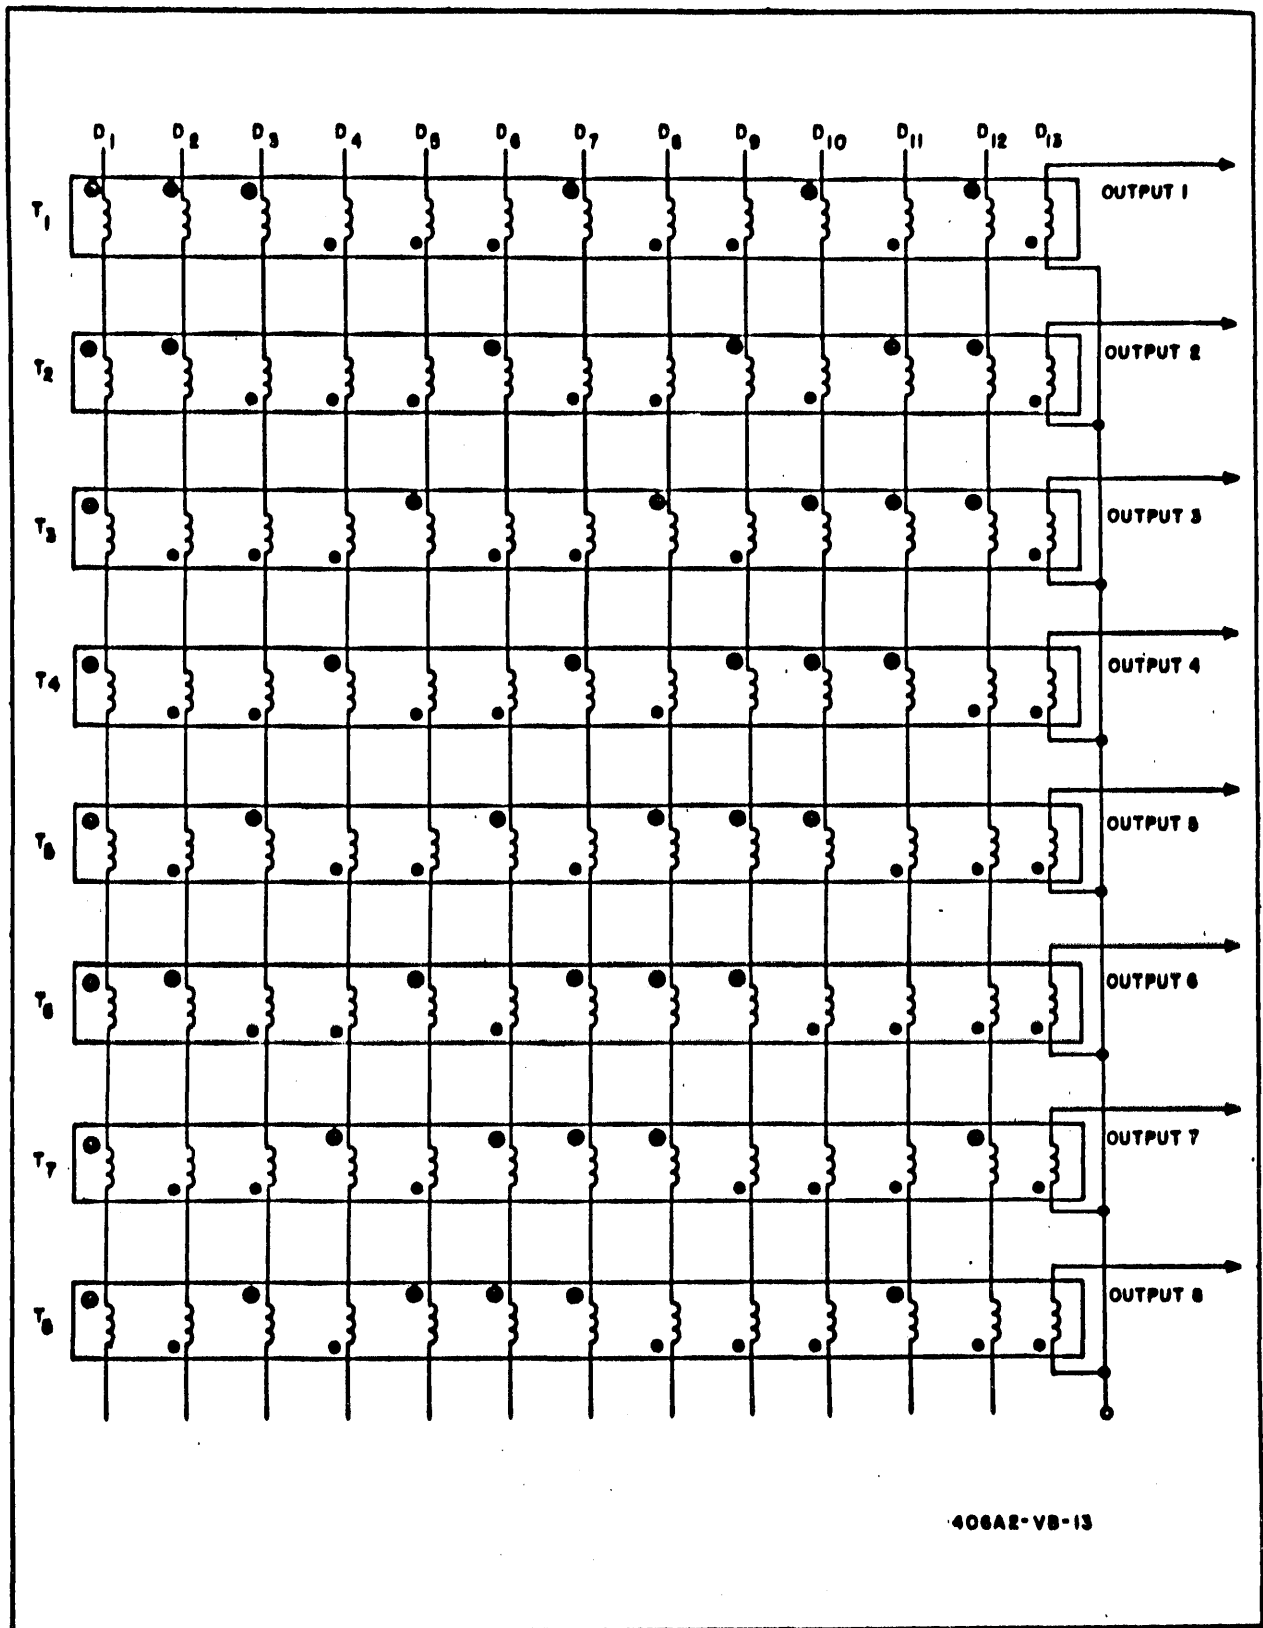 D1 D2 D3 D4 D5 D6 D7 D8 D9 D10 D11 D12 D13
T1
OUTPUT 1
T2
OUTPUT 2
T3
OUTPUT 3
T4
OUTPUT 4
T5
OUTPUT 5
T6
OUTPUT 6
T7
OUTPUT 7
T8
OUTPUT 8
406A2-VB-13